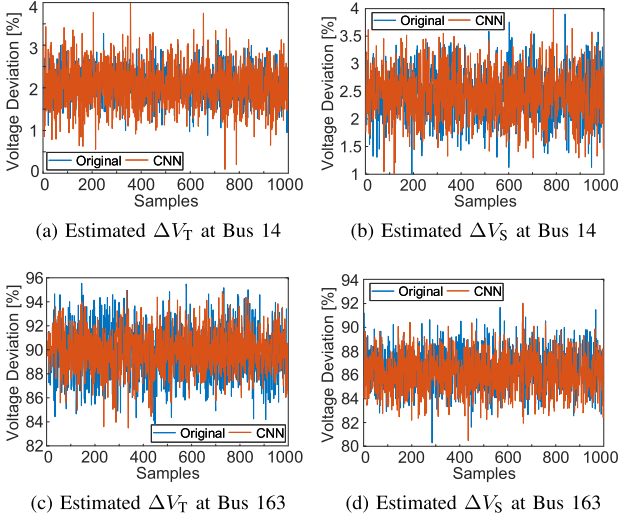 Voltage Deviation [%]
4
3
2
1
0
Original CNN
0 200 400 600 800 1000
Samples
(a) Estimated ΔV_T at Bus 14
Voltage Deviation [%]
4
3.5
3
2.5
2
1.5
1
Original CNN
0 200 400 600 800 1000
Samples
(b) Estimated ΔV_S at Bus 14
Voltage Deviation [%]
96
94
92
90
88
86
84
82
Original CNN
0 200 400 600 800 1000
Samples
(c) Estimated ΔV_T at Bus 163
Voltage Deviation [%]
94
92
90
88
86
84
82
80
Original CNN
0 200 400 600 800 1000
Samples
(d) Estimated ΔV_S at Bus 163